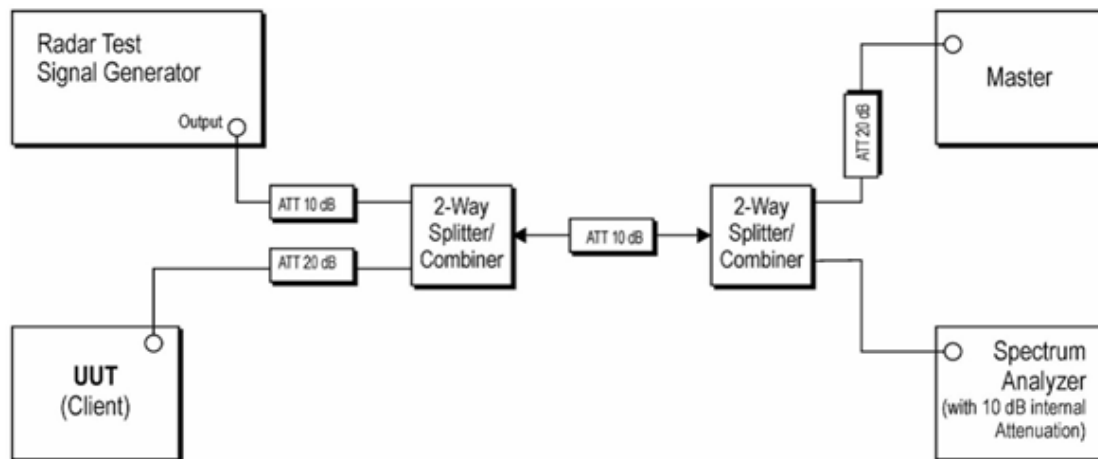 Radar Test
Signal Generator
Output
ATT 10 dB
ATT 20 dB
UUT
(Client)
2-Way
Splitter/
Combiner
ATT 10 dB
2-Way
Splitter/
Combiner
ATT 20 dB
Master
Spectrum
Analyzer
(with 10 dB internal
Attenuation)